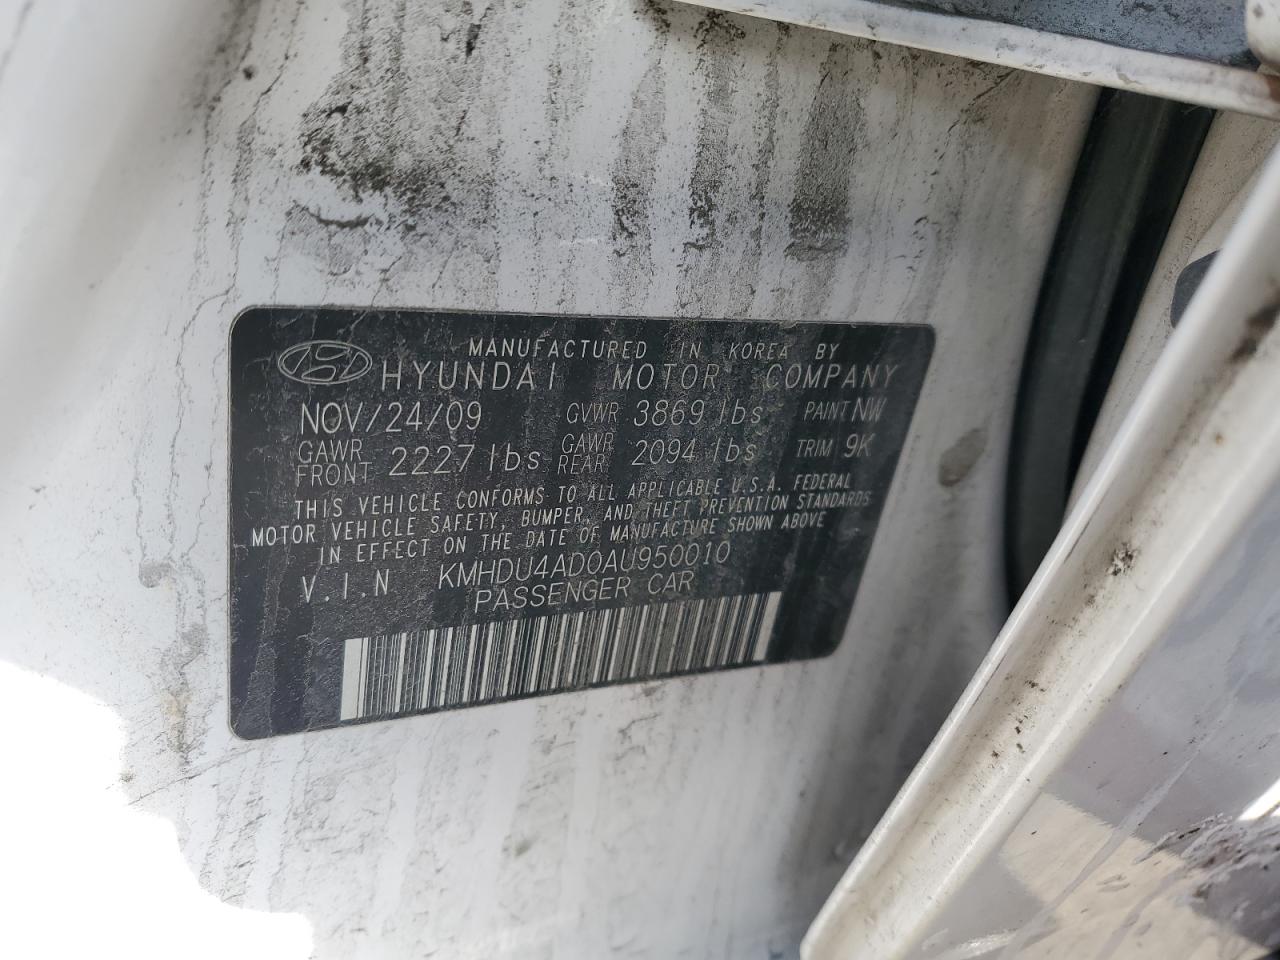 MANUFACTURED IN KOREA BY
HYUNDAI MOTOR COMPANY
NOV/24/09 GVWR 3869 lbs PAINT NW
GAWR FRONT 2227 lbs GAWR REAR 2094 lbs TRIM 9K
THIS VEHICLE CONFORMS TO ALL APPLICABLE U.S.A. FEDERAL
MOTOR VEHICLE SAFETY, BUMPER, AND THEFT PREVENTION STANDARDS
IN EFFECT ON THE DATE OF MANUFACTURE SHOWN ABOVE
V.I.N KMHDU4AD0AU950010
PASSENGER CAR